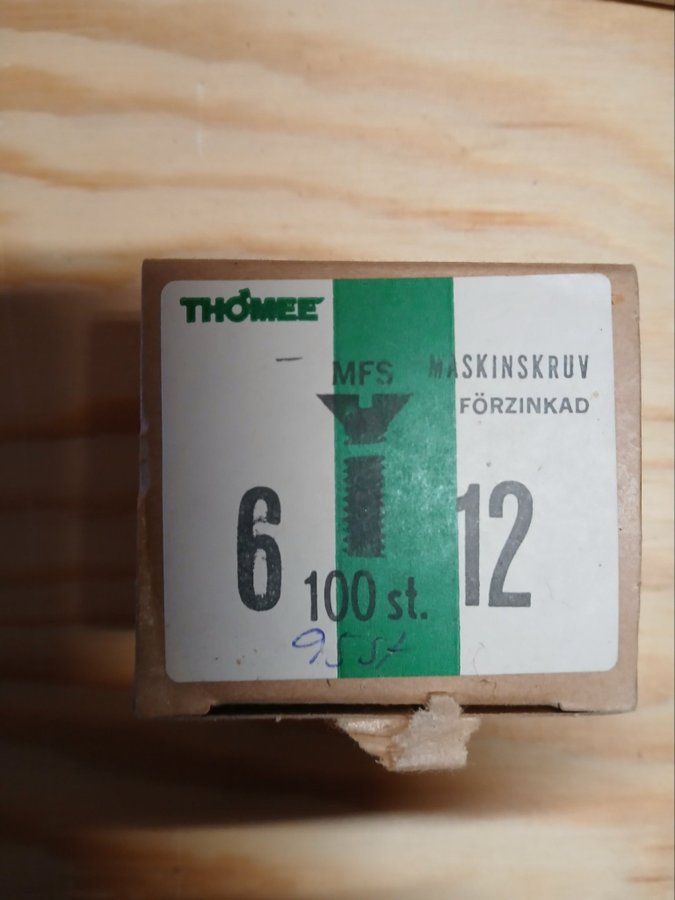 THOMEE
MFS MASKINSKRUV
FÖRZINKAD
6 12
100 st.
95 st